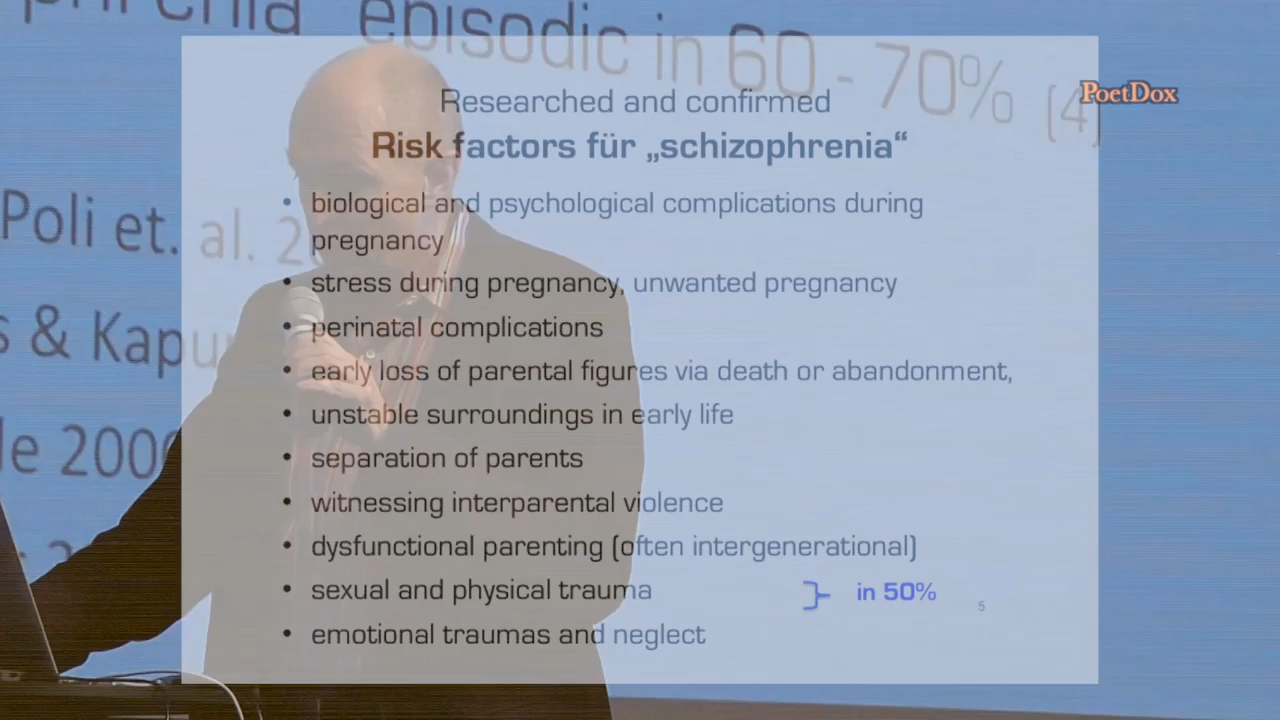 episodic in 60 - 70% (4)
PoetDox
Researched and confirmed
Risk factors für „schizophrenia“
• biological and psychological complications during
pregnancy
• stress during pregnancy, unwanted pregnancy
• perinatal complications
• early loss of parental figures via death or abandonment,
• unstable surroundings in early life
• separation of parents
• witnessing interparental violence
• dysfunctional parenting (often intergenerational)
• sexual and physical trauma
in 50%
• emotional traumas and neglect
5
Poli et. al. 2
& Kapu
2000